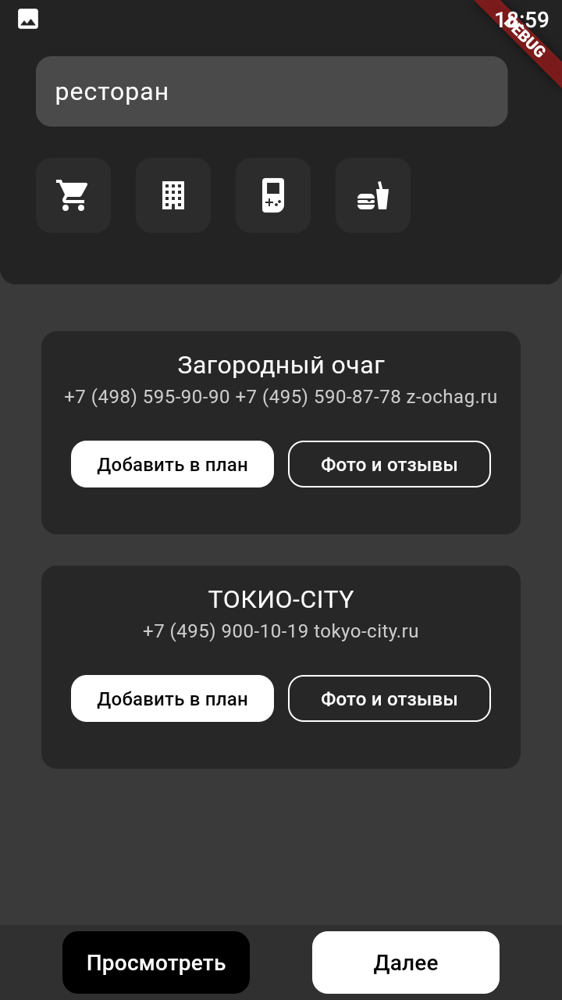 18:59
DEBUG
ресторан
Загородный очаг
+7 (498) 595-90-90 +7 (495) 590-87-78 z-ochag.ru
Добавить в план Фото и отзывы
ТОКИО-CITY
+7 (495) 900-10-19 tokyo-city.ru
Добавить в план Фото и отзывы
Просмотреть Далее